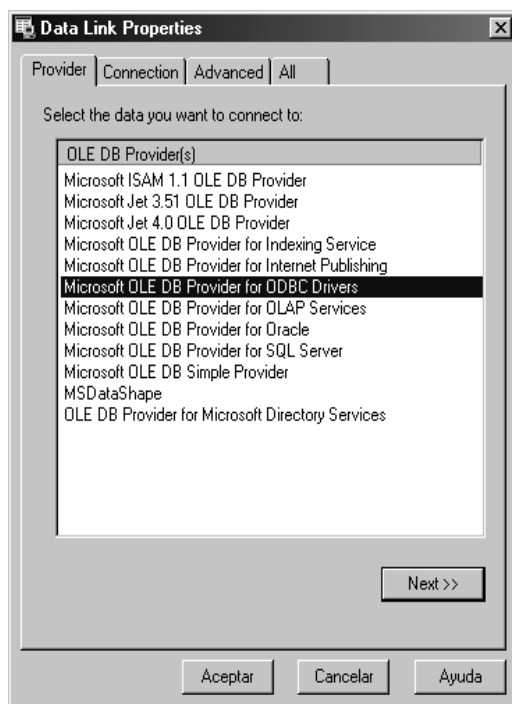 Data Link Properties
Provider Connection Advanced All
Select the data you want to connect to:
OLE DB Provider(s)
Microsoft ISAM 1.1 OLE DB Provider
Microsoft Jet 3.51 OLE DB Provider
Microsoft Jet 4.0 OLE DB Provider
Microsoft OLE DB Provider for Indexing Service
Microsoft OLE DB Provider for Internet Publishing
Microsoft OLE DB Provider for ODBC Drivers
Microsoft OLE DB Provider for OLAP Services
Microsoft OLE DB Provider for Oracle
Microsoft OLE DB Provider for SQL Server
Microsoft OLE DB Simple Provider
MSDataShape
OLE DB Provider for Microsoft Directory Services
Next >>
Aceptar Cancelar Ayuda